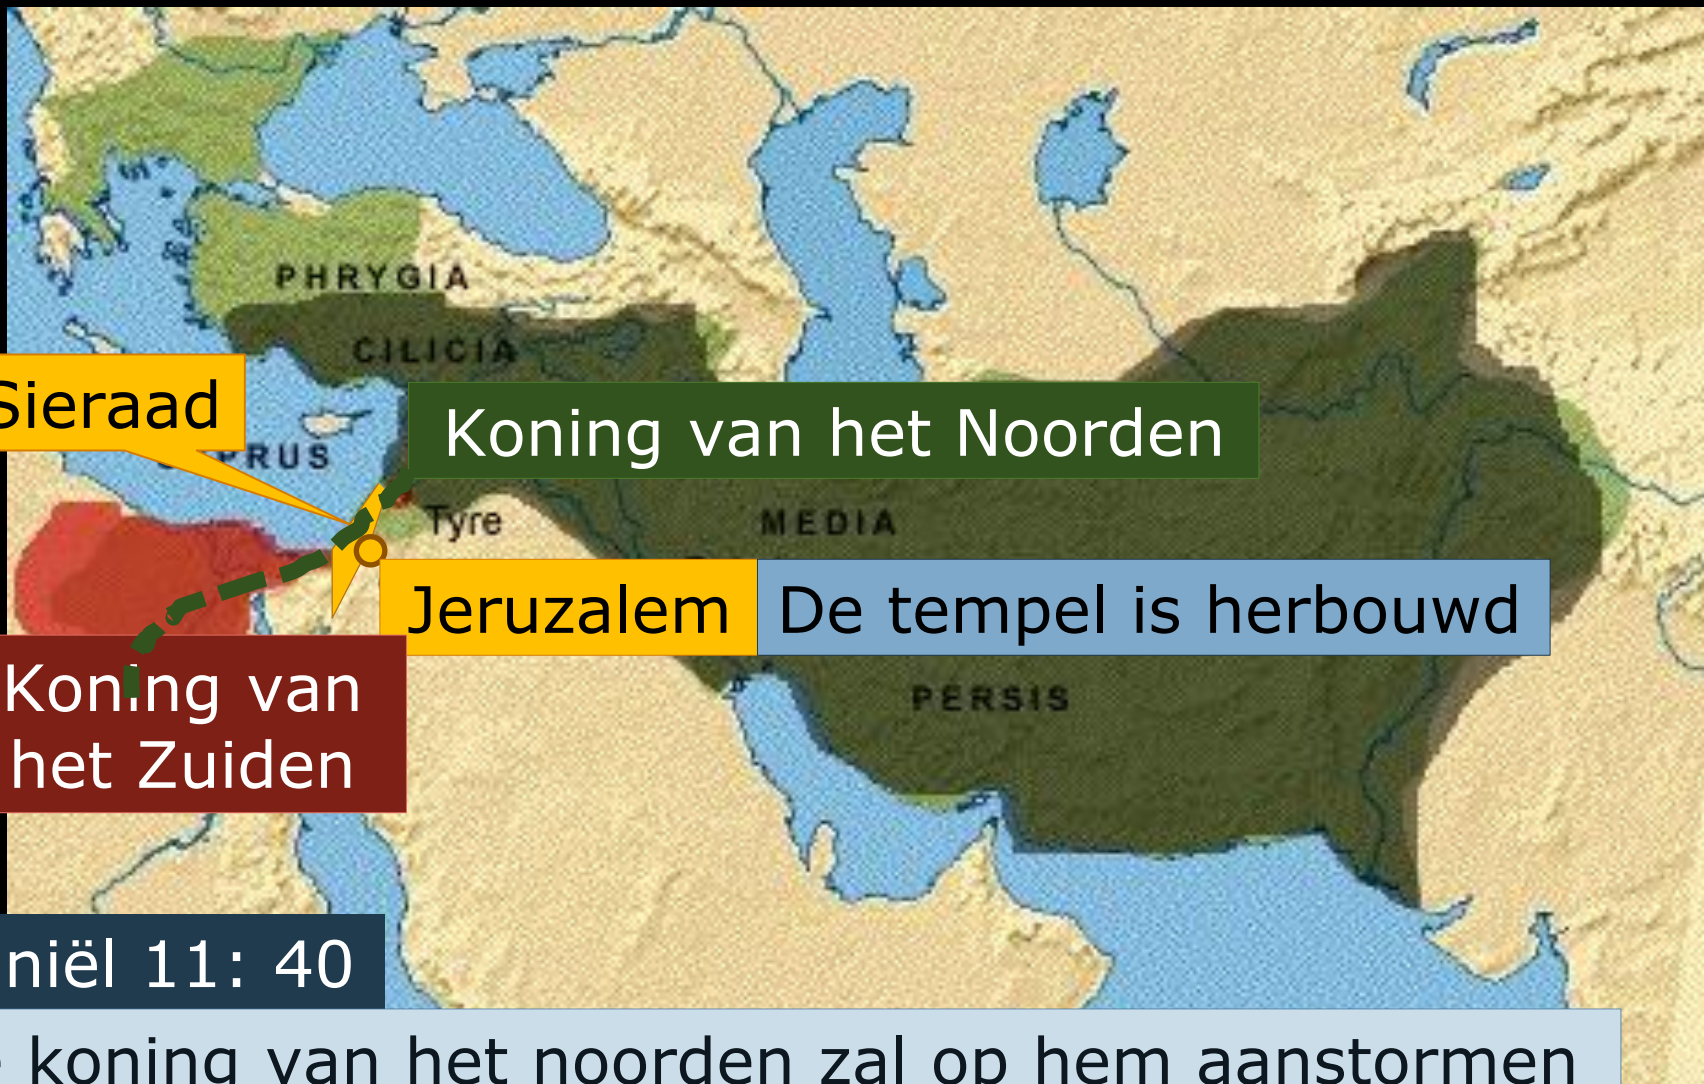 PHRYGIA
CILICIA
Sieraad
Koning van het Noorden
PRUS
Tyre
MEDIA
Jeruzalem
De tempel is herbouwd
Koning van
het Zuiden
PERSIS
niël 11: 40
koning van het noorden zal op hem aanstormen